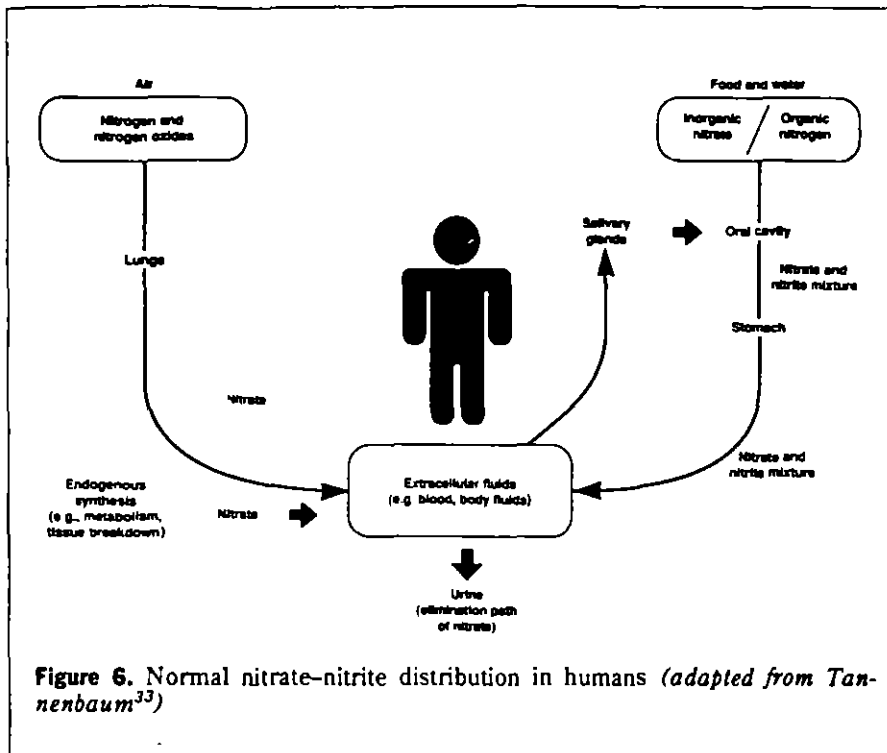 Air
Nitrogen and
nitrogen oxides
Food and water
Inorganic
nitrate
/
Organic
nitrogen
Lungs
Salivary
glands
Oral cavity
Nitrate and
nitrite mixture
Stomach
Nitrate
Nitrate and
nitrite mixture
Endogenous
synthesis
(e g., metabolism,
tissue breakdown)
Nitrate
Extracellular fluids
(e.g. blood, body fluids)
Urine
(elimination path
of nitrate)
Figure 6. Normal nitrate–nitrite distribution in humans (adapted from Tan-
nenbaum33)